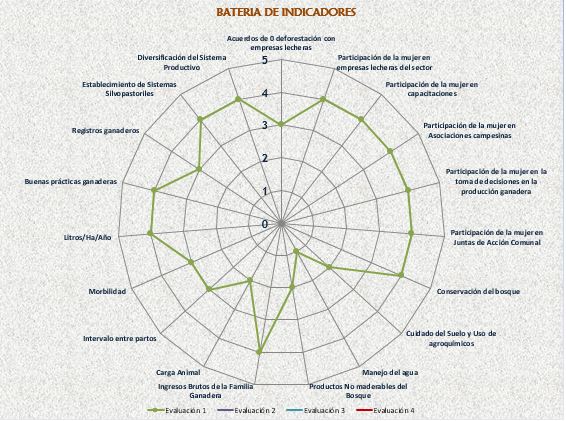 BATERIA DE INDICADORES
Acuerdos de 0 deforestación con
empresas lecheras
Participación de la mujer en
empresas lecheras del sector
Participación de la mujer en
capacitaciones
Participación de la mujer en
Asociaciones campesinas
Participación de la mujer en la
toma de decisiones en la
producción ganadera
Participación de la mujer en
Juntas de Acción Comunal
Conservación del bosque
Cuidado del Suelo y Uso de
agroquímicos
Manejo del agua
Productos No maderables del
Bosque
Ingresos Brutos de la Familia
Ganadera
Carga Animal
Intervalo entre partos
Morbilidad
Litros/Ha/Año
Buenas prácticas ganaderas
Registros ganaderos
Establecimiento de Sistemas
Silvopastoriles
Diversificación del Sistema
Productivo
5
4
3
2
1
0
Evaluación 1
Evaluación 2
Evaluación 3
Evaluación 4